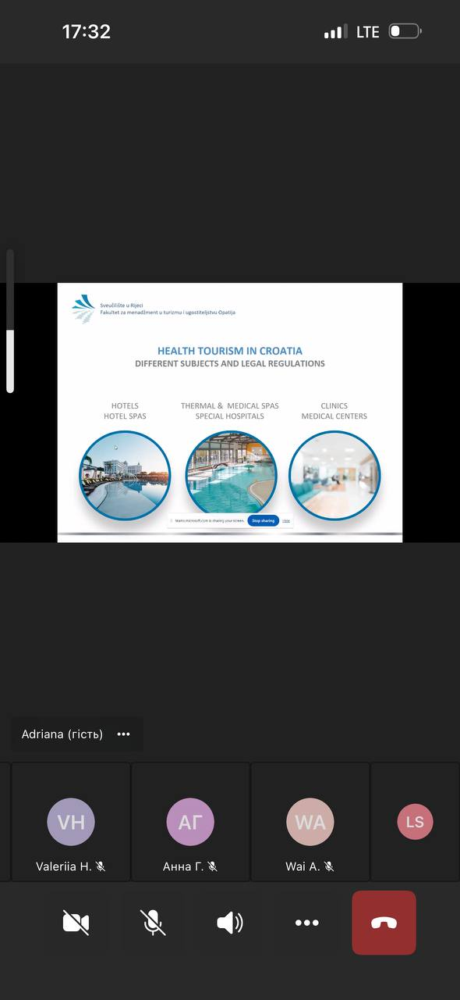 17:32
LTE
Sveučilište u Rijeci
Fakultet za menadžment u turizmu i ugostiteljstvu Opatija
HEALTH TOURISM IN CROATIA
DIFFERENT SUBJECTS AND LEGAL REGULATIONS
HOTELS
HOTEL SPAS
THERMAL & MEDICAL SPAS
SPECIAL HOSPITALS
CLINICS
MEDICAL CENTERS
teams.microsoft.com is sharing your screen.
Stop sharing
Hide
Adriana (гість)
VH
АГ
WA
LS
Valeriia H.
Анна Г.
Wai A.